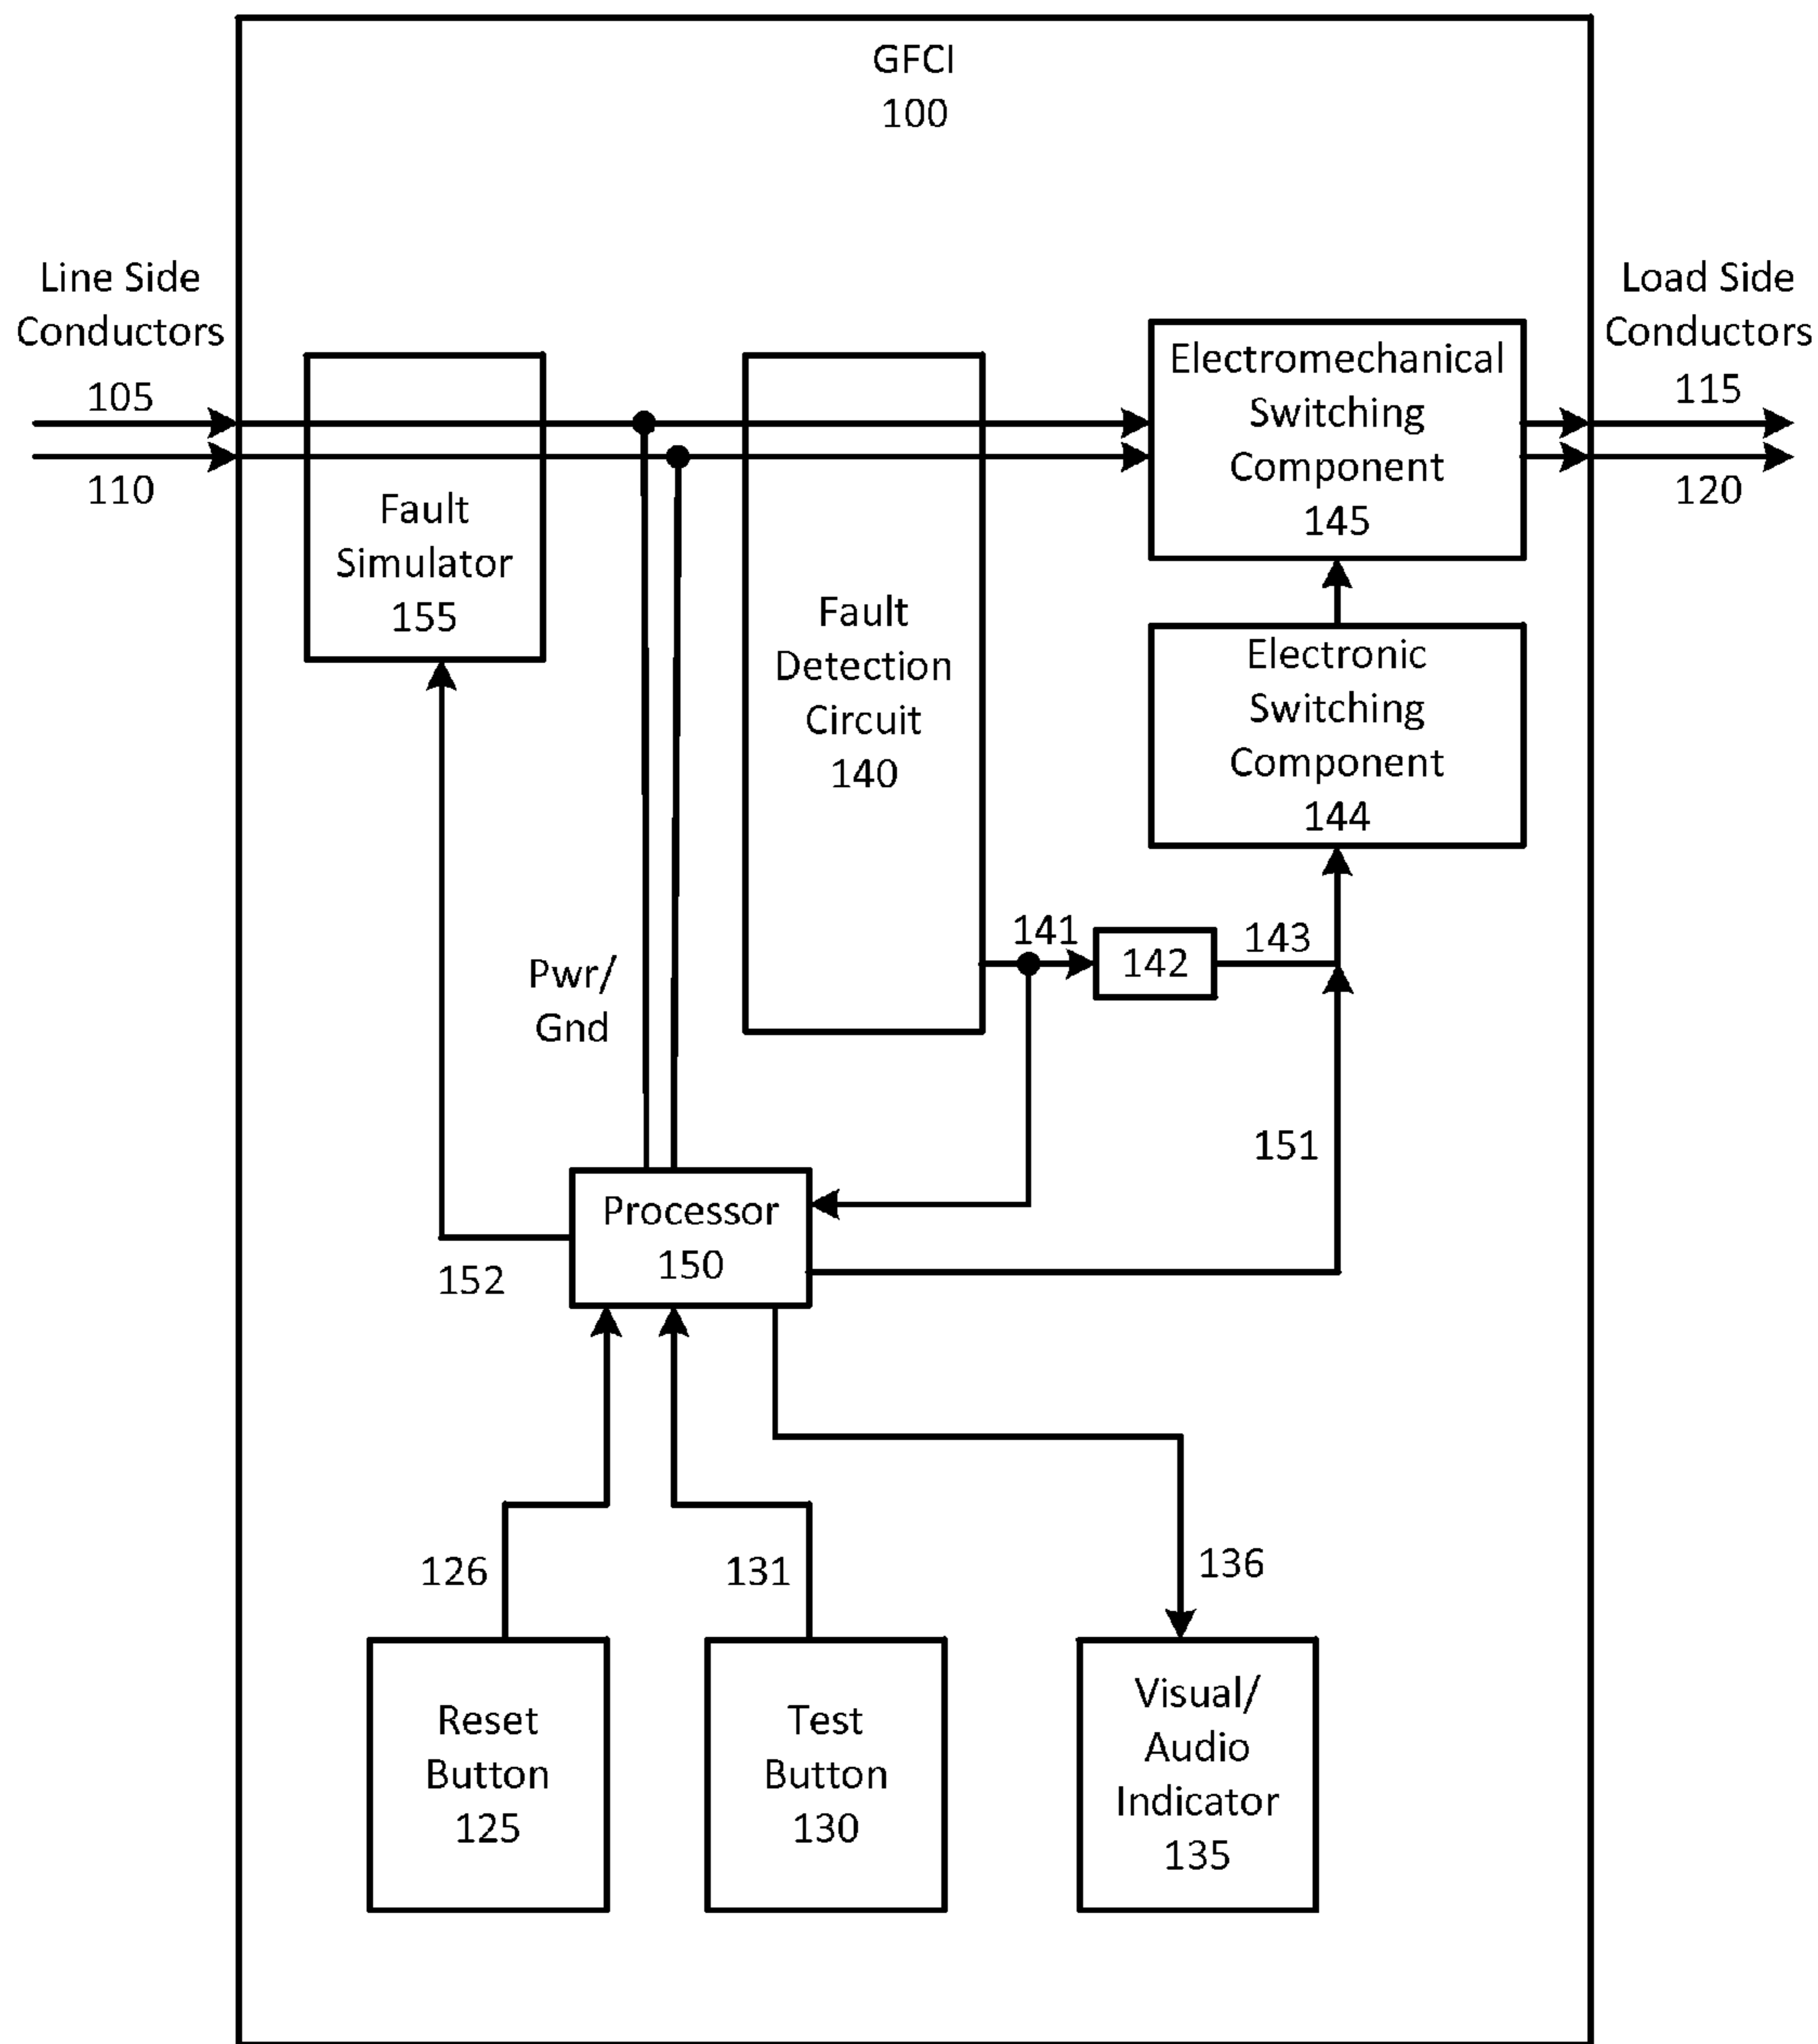 GFCI
100
Line Side
Conductors
105
110
Load Side
Conductors
115
120
Fault
Simulator
155
Fault
Detection
Circuit
140
Electromechanical
Switching
Component
145
Electronic
Switching
Component
144
141
142
143
Pwr/
Gnd
151
Processor
150
152
126
131
136
Reset
Button
125
Test
Button
130
Visual/
Audio
Indicator
135